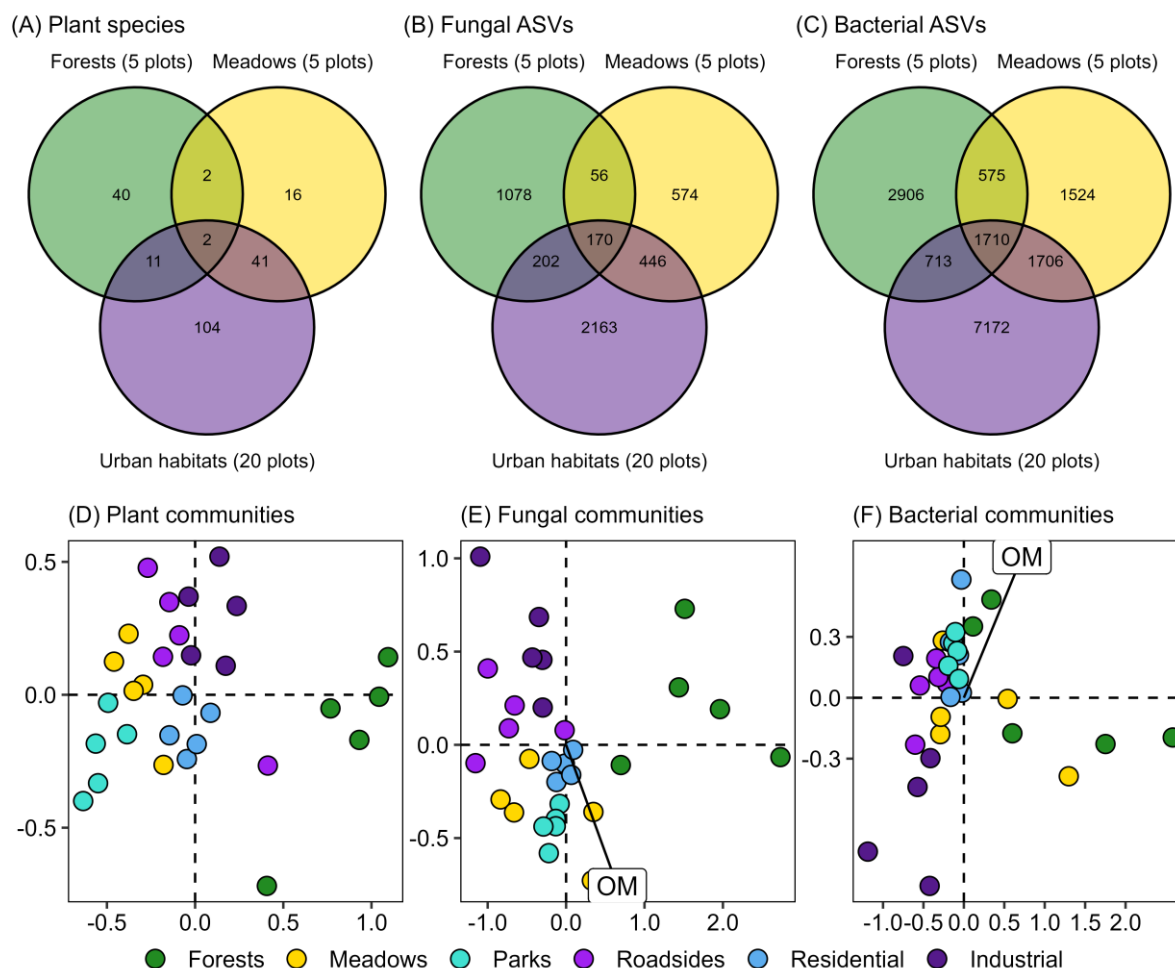 (A) Plant species
Forests (5 plots) Meadows (5 plots)
2
40 16
2
11 41
104
Urban habitats (20 plots)
(B) Fungal ASVs
Forests (5 plots) Meadows (5 plots)
56
1078 574
170
202 446
2163
Urban habitats (20 plots)
(C) Bacterial ASVs
Forests (5 plots) Meadows (5 plots)
575
2906 1524
1710
713 1706
7172
Urban habitats (20 plots)
(D) Plant communities
0.5
0.0
-0.5
-0.5 0.0 0.5 1.0
(E) Fungal communities
1.0
0.5
0.0
-0.5
OM
-1.0 0.0 1.0 2.0
(F) Bacterial communities
OM
0.3
0.0
-0.3
-1.0 0.0 1.0 2.0
Forests Meadows Parks Roadsides Residential Industrial